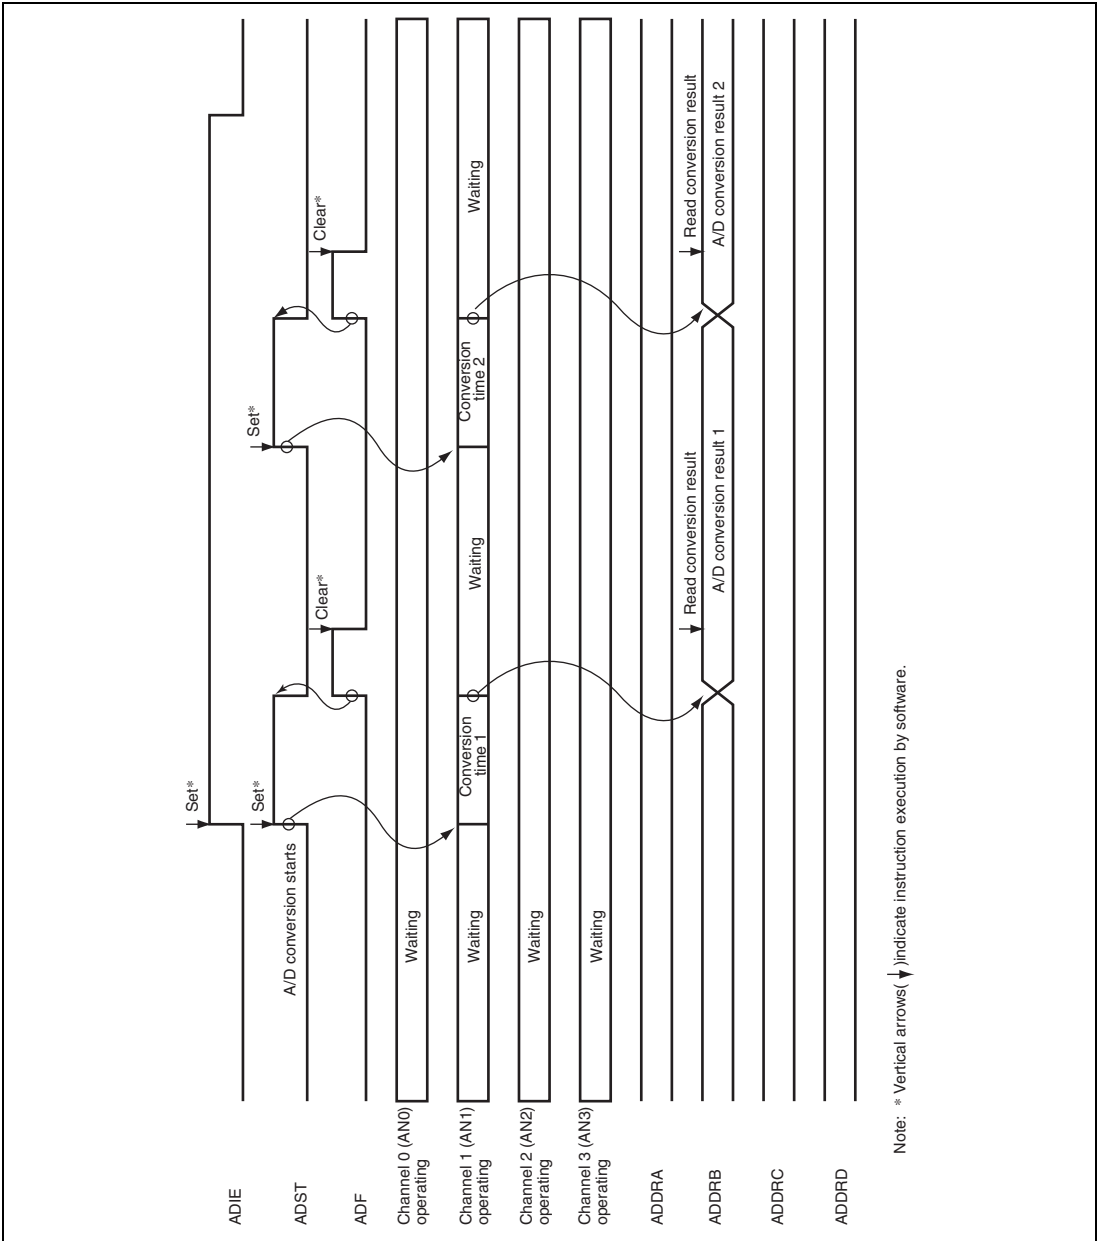 ADIE
Set*
ADST
A/D conversion starts
Set*
Set*
ADF
Clear*
Clear*
Channel 0 (AN0)
operating
Waiting
Channel 1 (AN1)
operating
Waiting
Conversion
time 1
Waiting
Conversion
time 2
Waiting
Channel 2 (AN2)
operating
Waiting
Channel 3 (AN3)
operating
Waiting
ADDRA
Read conversion result
Read conversion result
ADDRB
A/D conversion result 1
A/D conversion result 2
ADDRC
ADDRD
Note: * Vertical arrows( )indicate instruction execution by software.